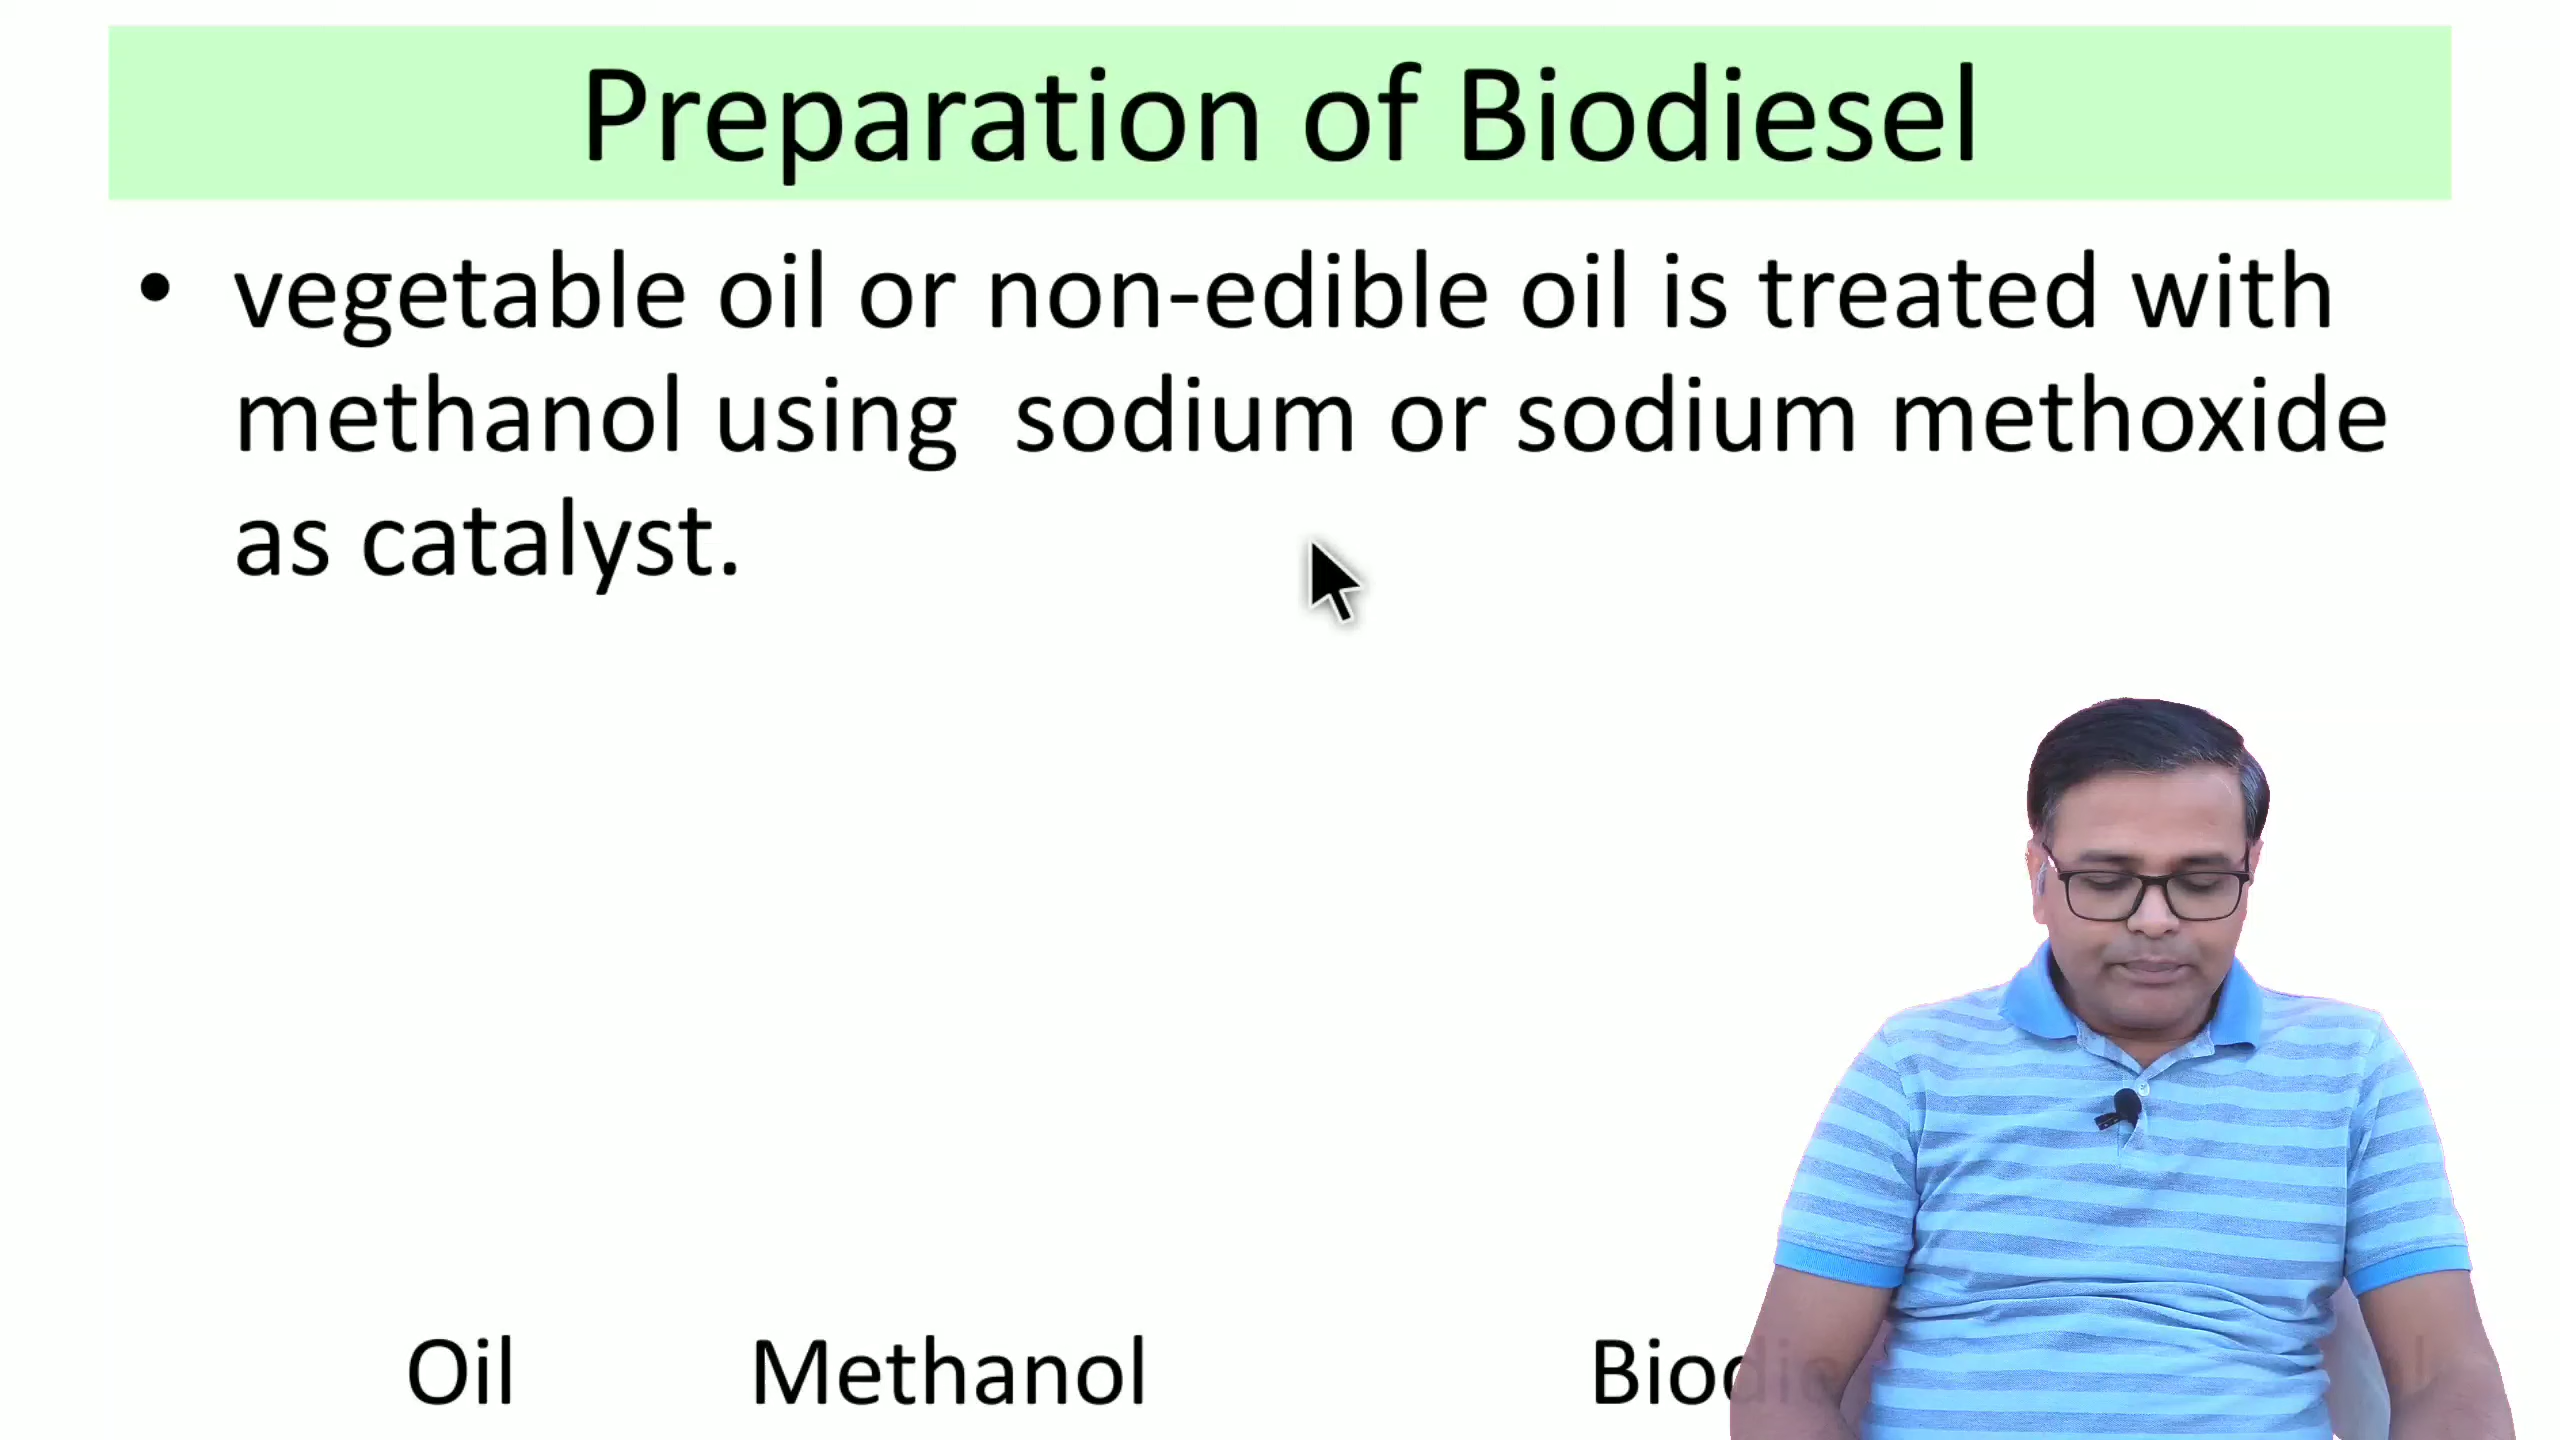 Preparation of Biodiesel
• vegetable oil or non-edible oil is treated with
methanol using  sodium or sodium methoxide
as catalyst.
Oil Methanol